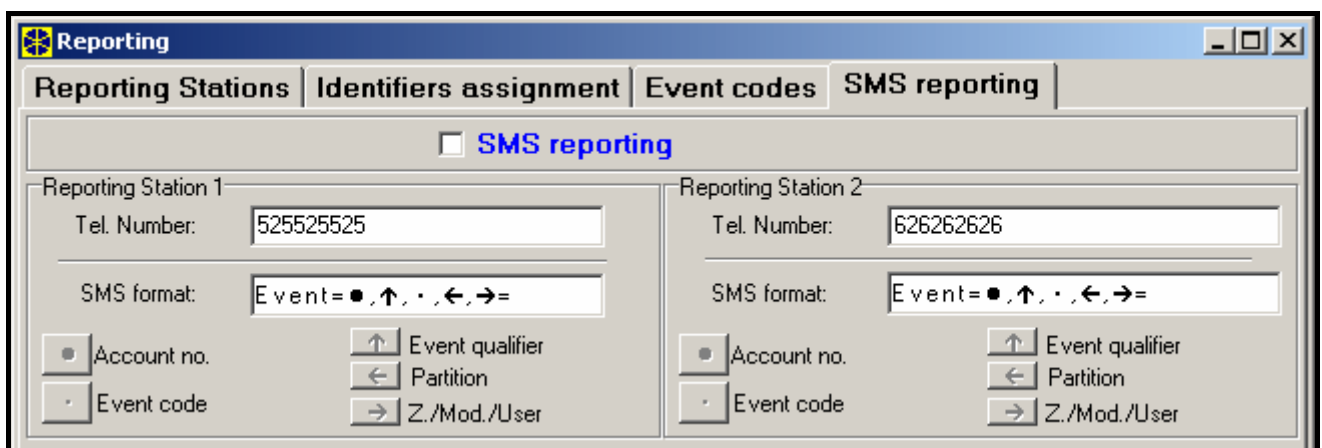 Reporting
Reporting Stations Identifiers assignment Event codes SMS reporting
SMS reporting
Reporting Station 1 Reporting Station 2
Tel. Number: 525525525 Tel. Number: 626262626
SMS format: Event=●,↑,·,←,→= SMS format: Event=●,↑,·,←,→=
● Account no. ↑ Event qualifier ● Account no. ↑ Event qualifier
← Partition ← Partition
· Event code → Z./Mod./User · Event code → Z./Mod./User